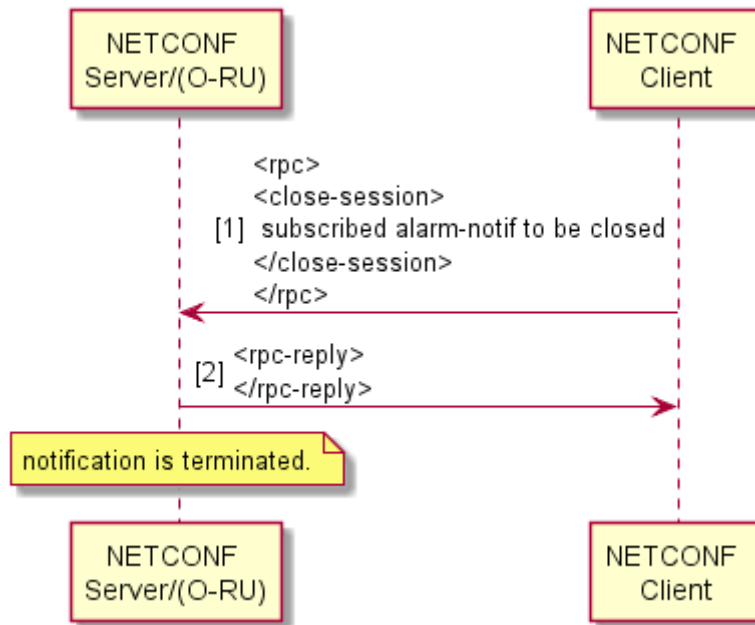 NETCONF
Server/(O-RU)
NETCONF
Client
<rpc>
<close-session>
[1] subscribed alarm-notif to be closed
</close-session>
</rpc>
[2] <rpc-reply>
</rpc-reply>
notification is terminated.
NETCONF
Server/(O-RU)
NETCONF
Client